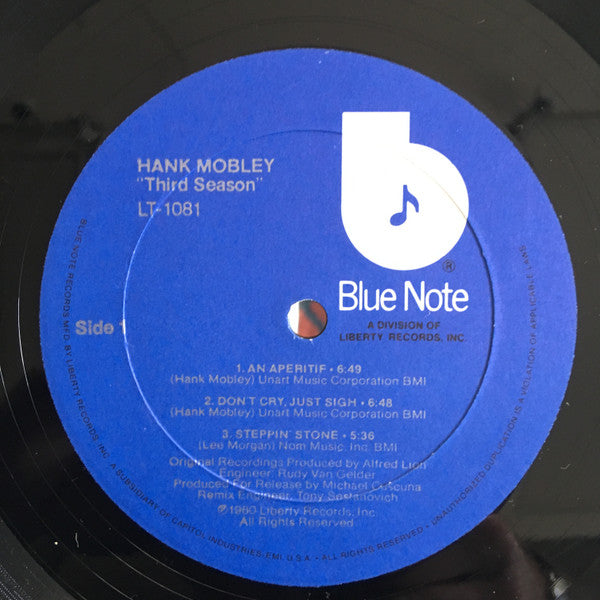 HANK MOBLEY
"Third Season"
LT-1081
Blue Note
®
A DIVISION OF
LIBERTY RECORDS, INC.
Side 1
1. AN APERITIF • 6:49
(Hank Mobley) Unart Music Corporation BMI
2. DON'T CRY, JUST SIGH • 6:48
(Hank Mobley) Unart Music Corporation BMI
3. STEPPIN' STONE • 5:36
(Lee Morgan) Nom Music, Inc. BMI
Original Recordings Produced by Alfred Lion
Engineer, Rudy Van Gelder
Produced For Release by Michael Cuscuna
Remix Engineer, Tony Sestanovich
℗1980 Liberty Records, Inc.
All Rights Reserved
BLUE NOTE RECORDS MFD. BY LIBERTY RECORDS, INC. • A SUBSIDIARY OF CAPITOL INDUSTRIES-EMI, U.S.A. • ALL RIGHTS RESERVED • UNAUTHORIZED DUPLICATION IS A VIOLATION OF APPLICABLE LAWS